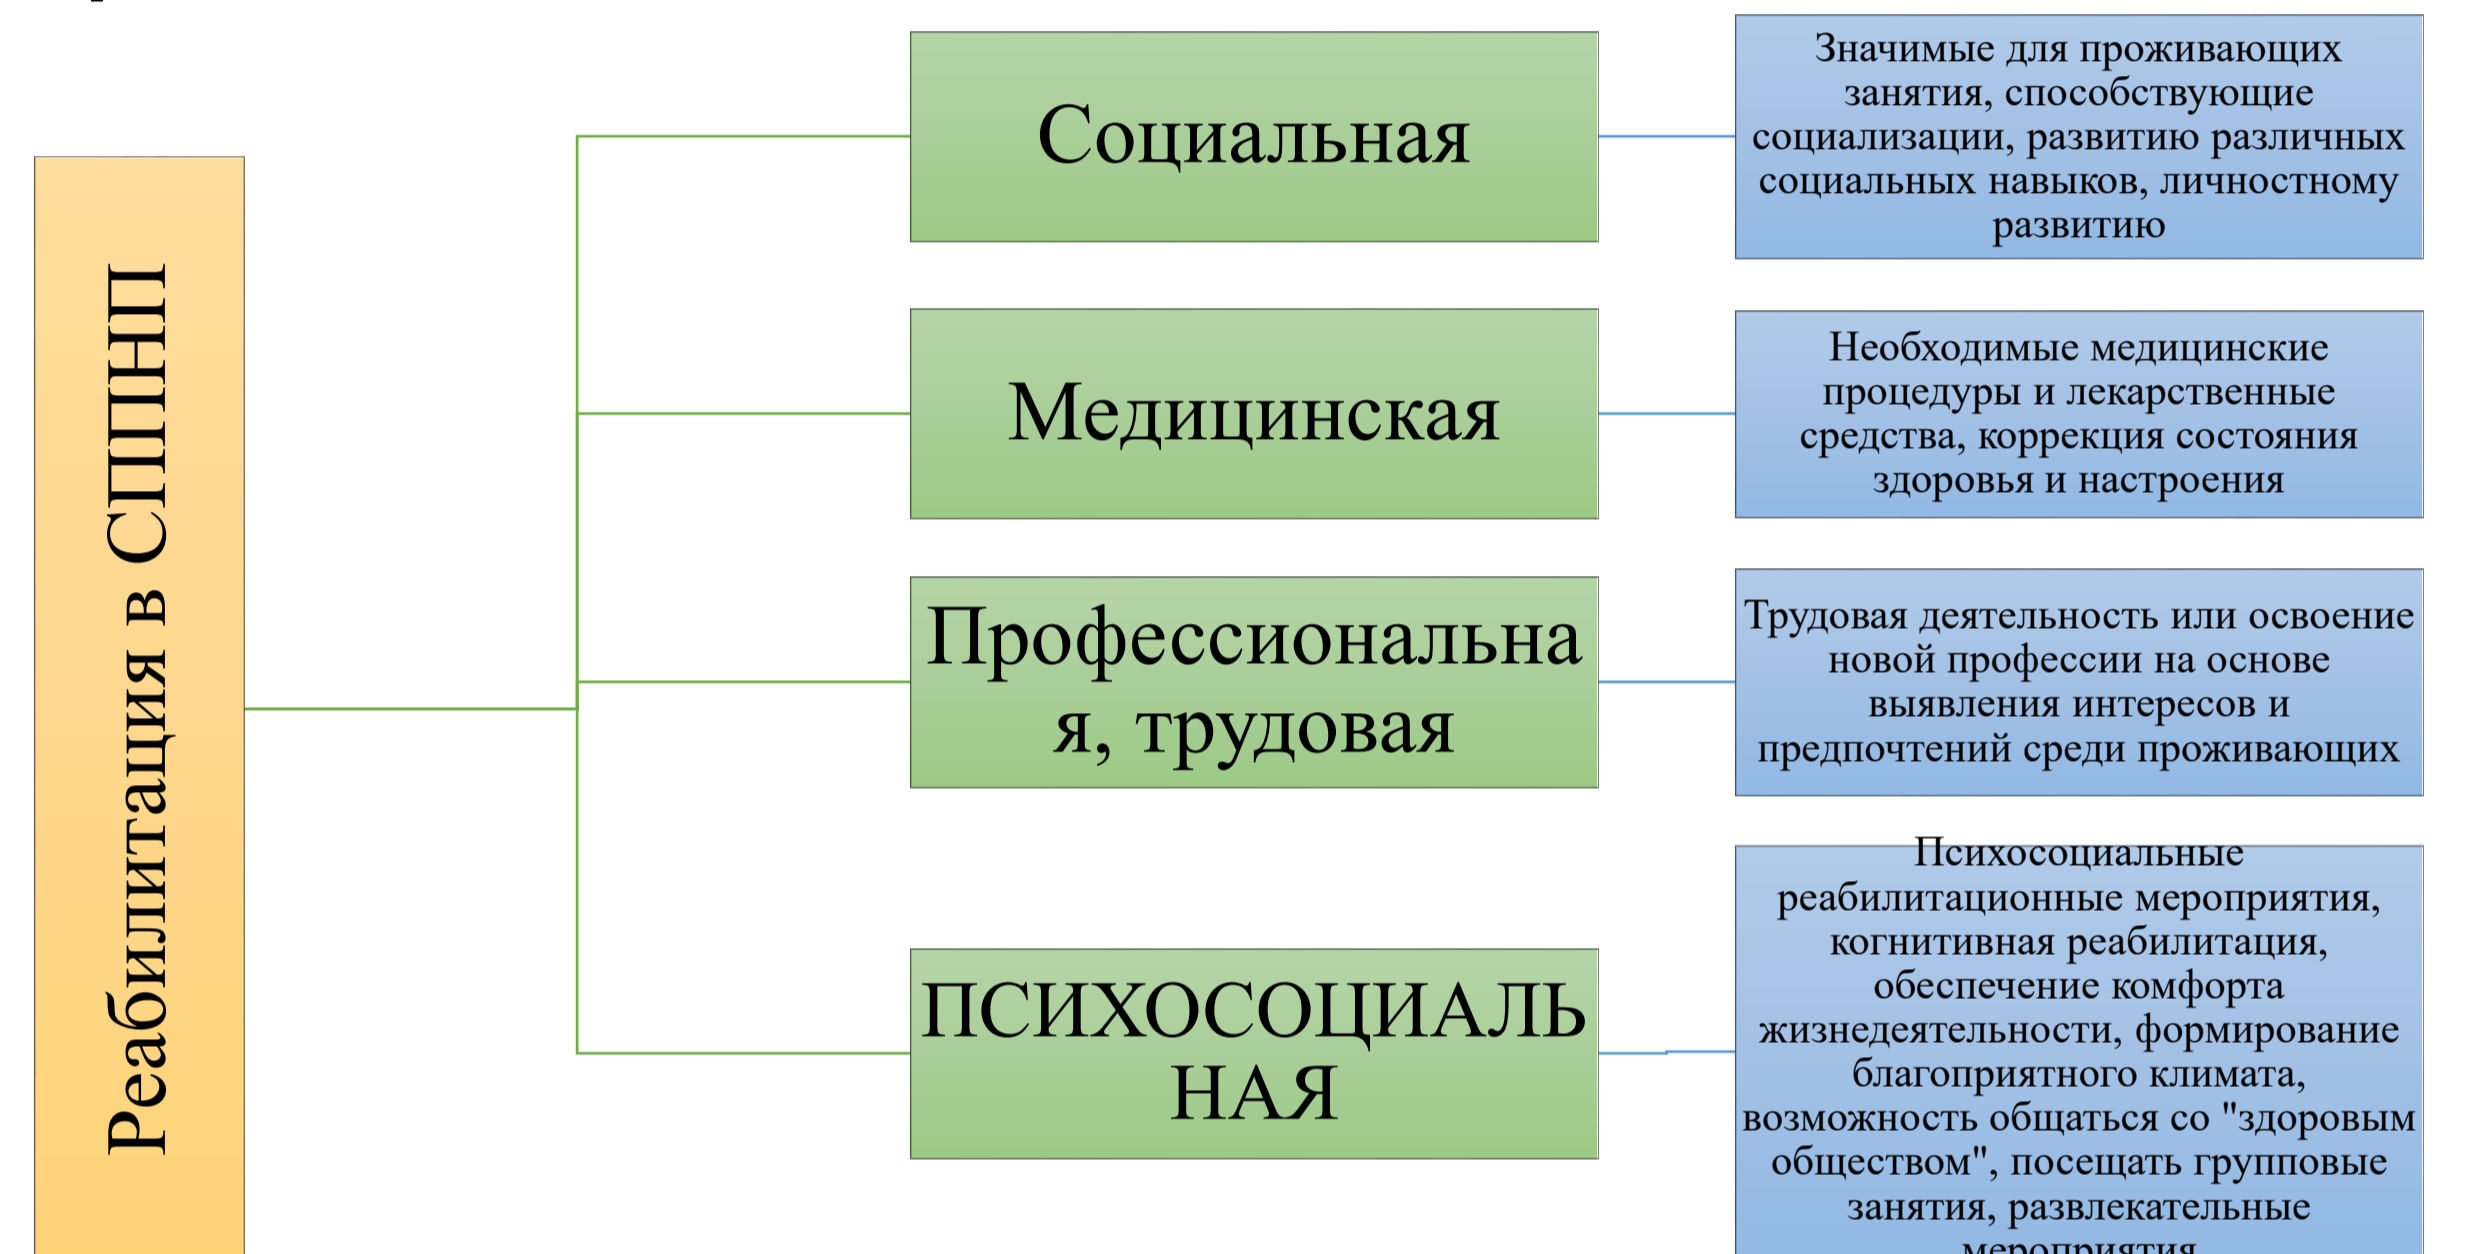 Реабилитация в СППНП
Социальная
Значимые для проживающих
занятия, способствующие
социализации, развитию различных
социальных навыков, личностному
развитию
Медицинская
Необходимые медицинские
процедуры и лекарственные
средства, коррекция состояния
здоровья и настроения
Профессиональна
я, трудовая
Трудовая деятельность или освоение
новой профессии на основе
выявления интересов и
предпочтений среди проживающих
ПСИХОСОЦИАЛЬ
НАЯ
Психосоциальные
реабилитационные мероприятия,
когнитивная реабилитация,
обеспечение комфорта
жизнедеятельности, формирование
благоприятного климата,
возможность общаться со "здоровым
обществом", посещать групповые
занятия, развлекательные
мероприятия